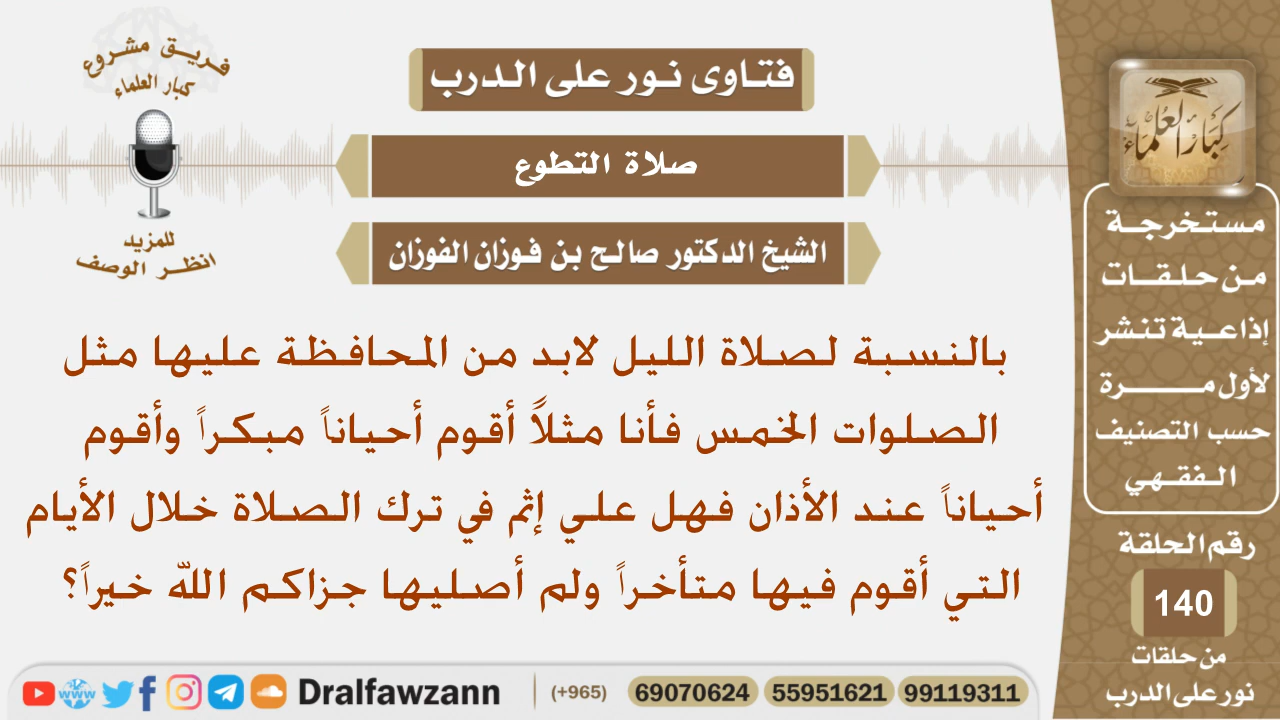 فريق مشروع
كبار العلماء
للمزيد
انظر الوصف
فتاوى نور على الدرب
صلاة التطوع
الشيخ الدكتور صالح بن فوزان الفوزان
بالنسبة لصلاة الليل لابد من المحافظة عليها مثل
الصلوات الخمس فأنا مثلاً أقوم أحياناً مبكراً وأقوم
أحياناً عند الأذان فهل علي إثم في ترك الصلاة خلال الأيام
التي أقوم فيها متأخراً ولم أصليها جزاكم الله خيراً؟
كبار العلماء
مستخرجة
من حلقات
إذاعية تنشر
لأول مرة
حسب التصنيف
الفقهي
رقم الحلقة
140
من حلقات
نور على الدرب
www Dralfawzann (+965) 69070624 55951621 99119311